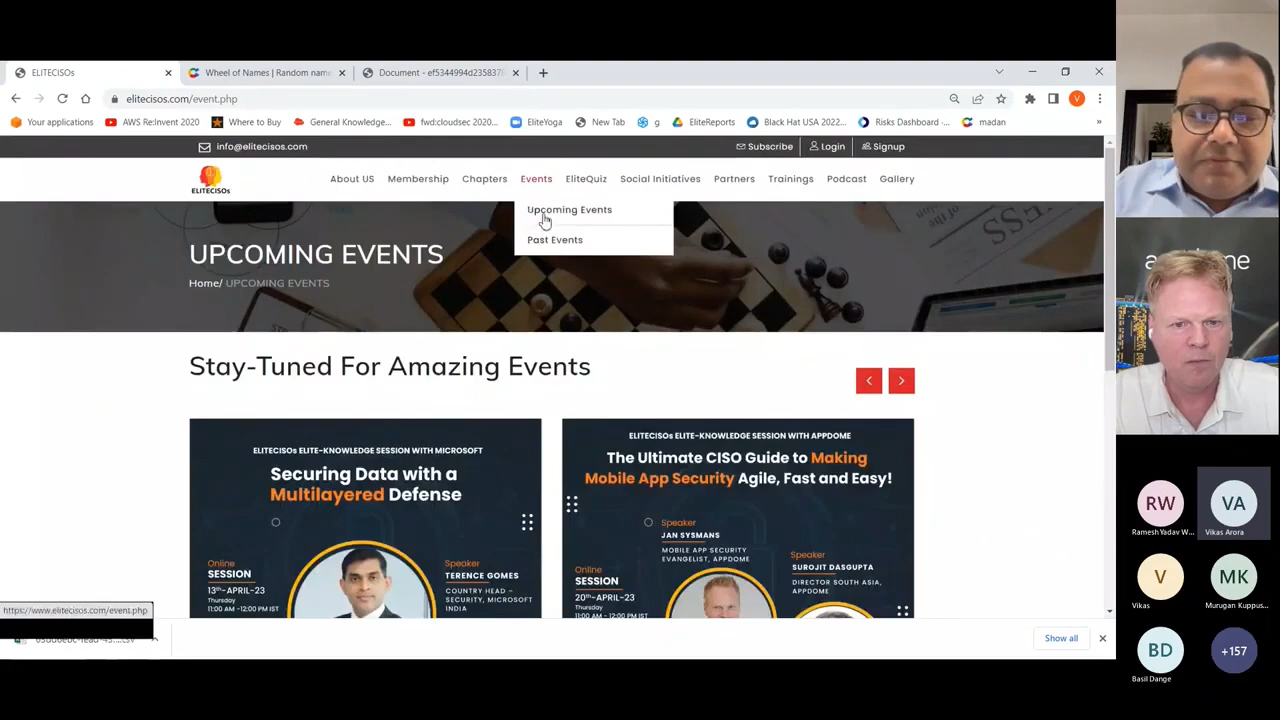 ELITECISOs
Wheel of Names | Random name
Document - ef5344994d235837
elitecisos.com/event.php
Your applications
AWS Re:Invent 2020
Where to Buy
General Knowledge...
fwd:cloudsec 2020...
EliteYoga
New Tab
g
EliteReports
Black Hat USA 2022...
Risks Dashboard -...
madan
»
info@elitecisos.com
Subscribe
Login
Signup
ELITECISOs
About US
Membership
Chapters
Events
EliteQuiz
Social Initiatives
Partners
Trainings
Podcast
Gallery
Upcoming Events
Past Events
UPCOMING EVENTS
Home/ UPCOMING EVENTS
Stay-Tuned For Amazing Events
ELITECISOs ELITE-KNOWLEDGE SESSION WITH MICROSOFT
Securing Data with a
Multilayered Defense
Online
SESSION
13th-APRIL-23
Thursday
11:00 AM -12:00 PM IST
Speaker
TERENCE GOMES
COUNTRY HEAD –
SECURITY, MICROSOFT
INDIA
ELITECISOs ELITE-KNOWLEDGE SESSION WITH APPDOME
The Ultimate CISO Guide to Making
Mobile App Security Agile, Fast and Easy!
Speaker
JAN SYSMANS
MOBILE APP SECURITY
EVANGELIST, APPDOME
Online
SESSION
20th-APRIL-23
Thursday
11:00 AM -12:00 PM IST
Speaker
SUROJIT DASGUPTA
DIRECTOR SOUTH ASIA,
APPDOME
https://www.elitecisos.com/event.php
Show all
V
RW
Ramesh Yadav W...
VA
Vikas Arora
V
Vikas
MK
Murugan Kuppus...
BD
Basil Dange
+157